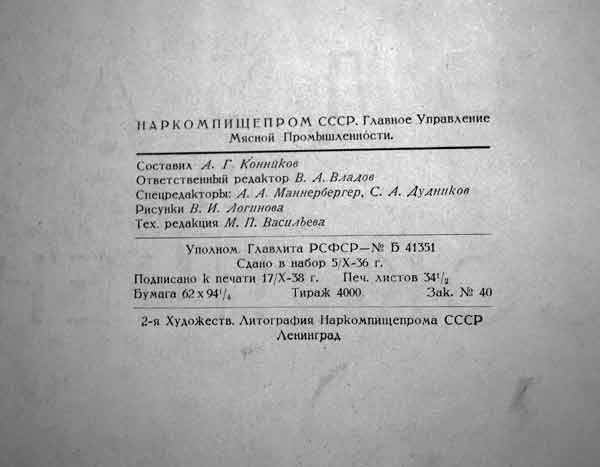 НАРКОМПИЩЕПРОМ СССР. Главное Управление
Мясной Промышленности.
Составил А. Г. Конников
Ответственный редактор В. А. Владов
Спецредакторы: А. А. Маннербергер, С. А. Дудников
Рисунки В. И. Логинова
Тех. редакция М. П. Васильева
Уполном. Главлита РСФСР—№ Б 41351
Сдано в набор 5/X-36 г.
Подписано к печати 17/X-38 г. Печ. листов 34 1/2
Бумага 62 x 94 1/4 Тираж 4000. Зак. № 40
2-я Художеств. Литография Наркомпищепрома СССР
Ленинград